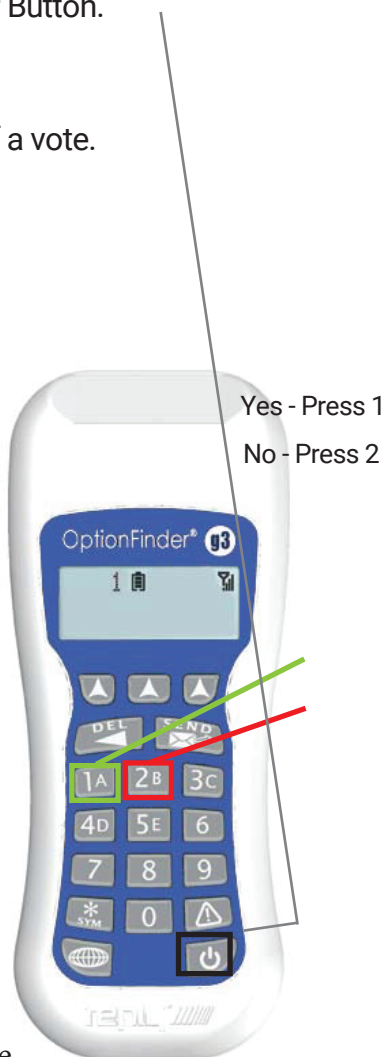 Button.
a vote.
Yes - Press 1
No - Press 2
OptionFinder® g3
1
DEL SEND
1A 2B 3C
4D 5E 6
7 8 9
* 0
SYM
REPLY